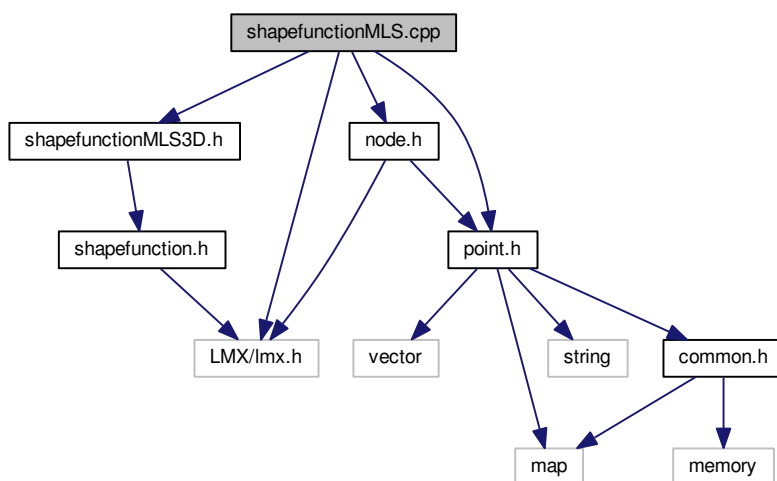 shapefunctionMLS.cpp
shapefunctionMLS3D.h
node.h
shapefunction.h
point.h
LMX/lmx.h
vector
string
common.h
map
memory